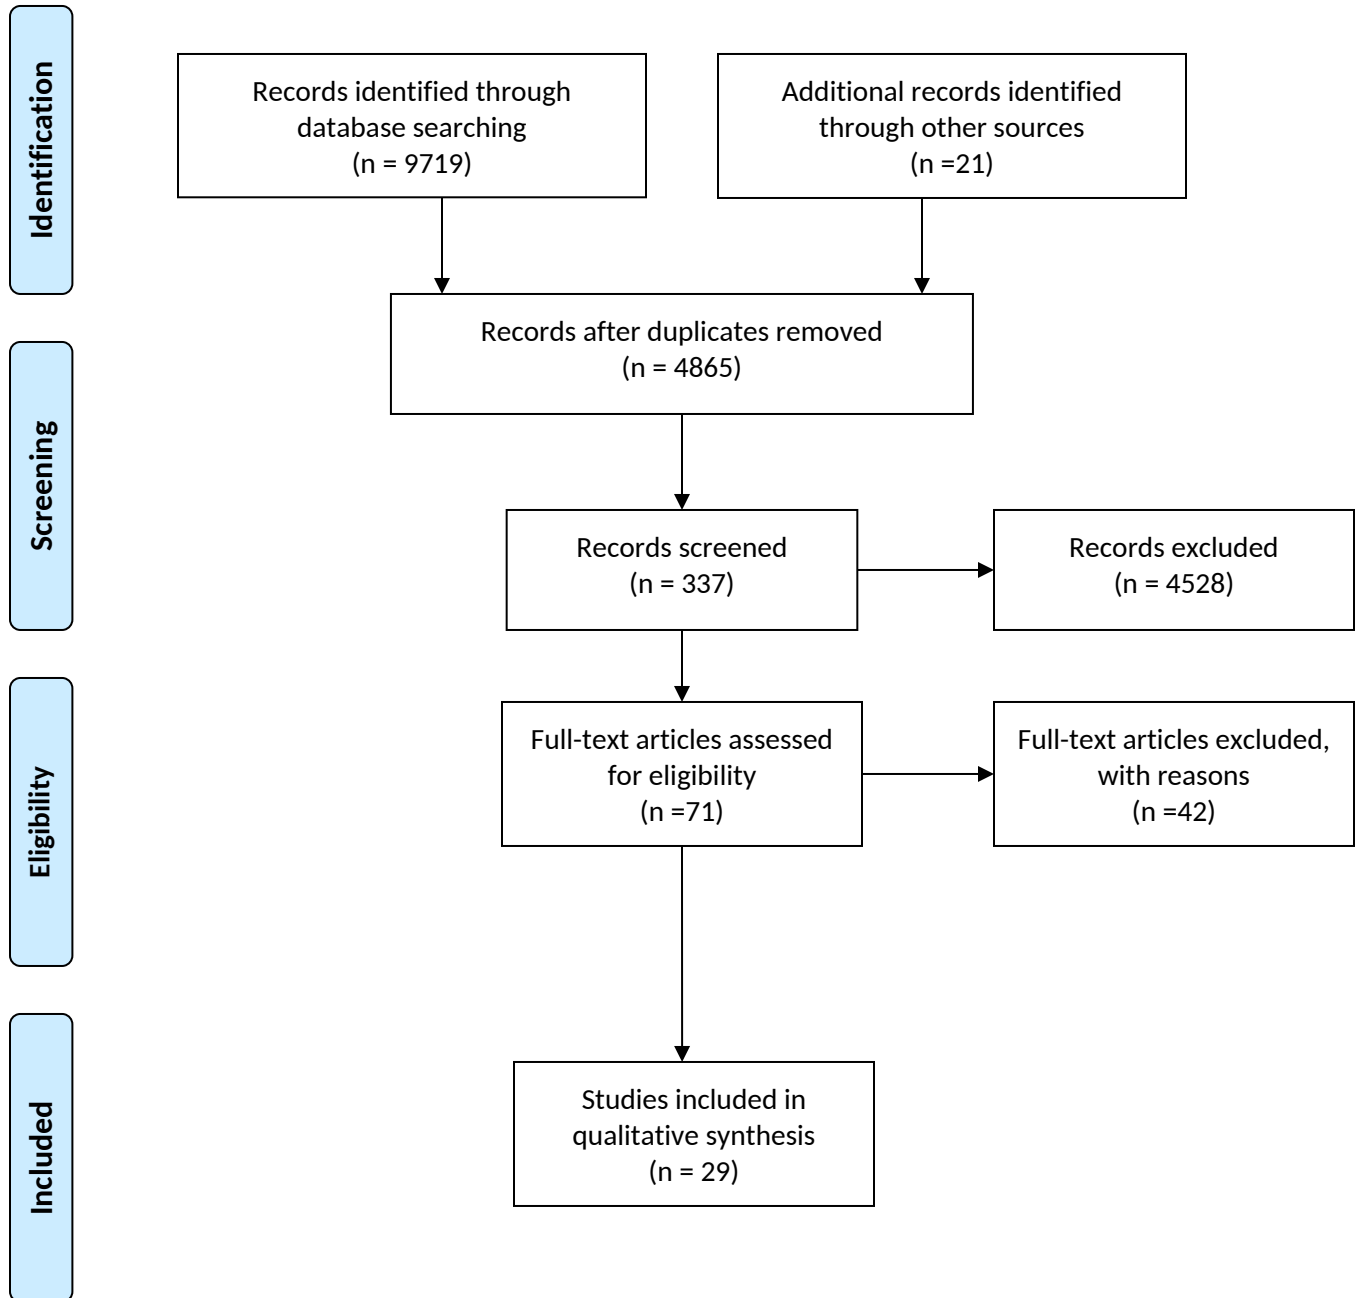 Identification
Records identified through
database searching
(n = 9719)
Additional records identified
through other sources
(n =21)
Records after duplicates removed
(n = 4865)
Screening
Records screened
(n = 337)
Records excluded
(n = 4528)
Eligibility
Full-text articles assessed
for eligibility
(n =71)
Full-text articles excluded,
with reasons
(n =42)
Included
Studies included in
qualitative synthesis
(n = 29)